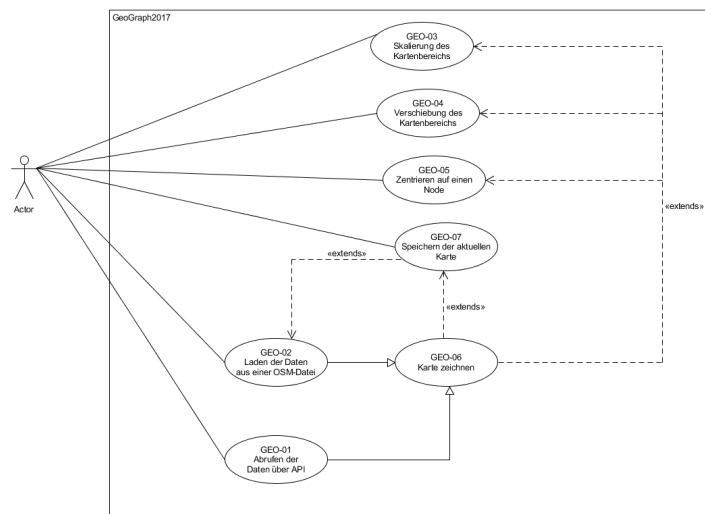 GeoGraph2017
GEO-03
Skalierung des
Kartenbereichs
GEO-04
Verschiebung des
Kartenbereichs
GEO-05
Zentrieren auf einen
Node
Actor
«extends»
GEO-07
Speichern der aktuellen
Karte
«extends»
«extends»
GEO-02
Laden der Daten
aus einer OSM-Datei
GEO-06
Karte zeichnen
GEO-01
Abrufen der
Daten über API